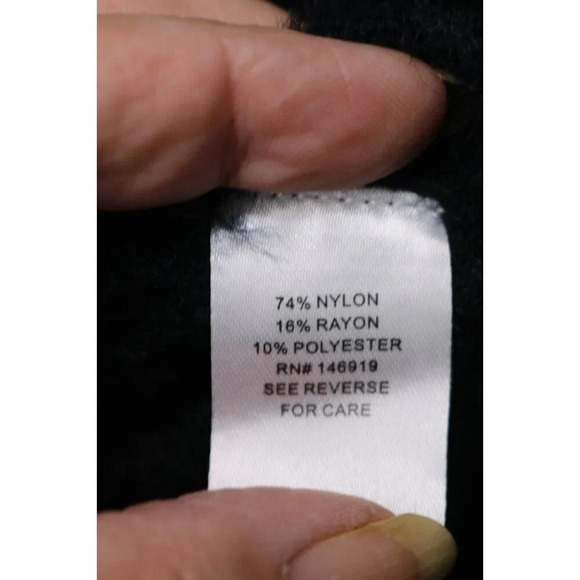 74% NYLON
16% RAYON
10% POLYESTER
RN# 146919
SEE REVERSE
FOR CARE